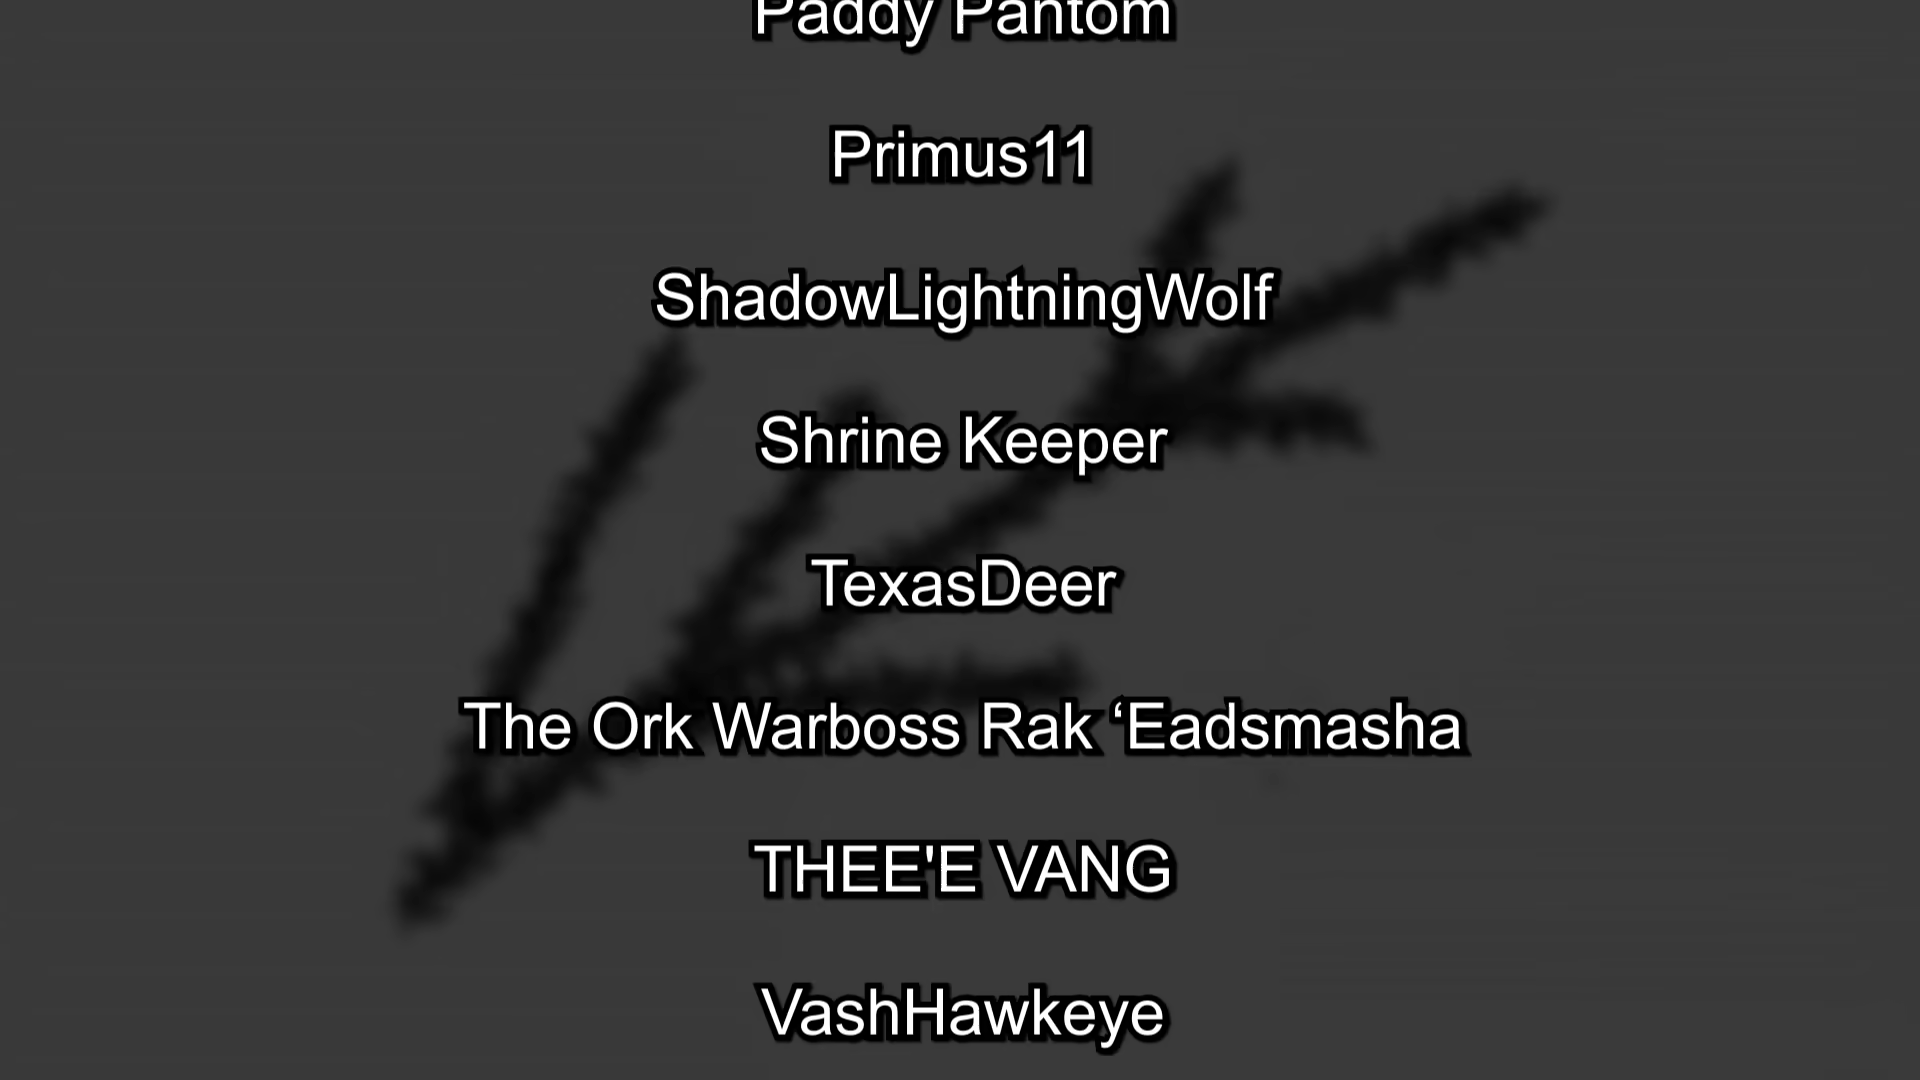 Paddy Pantom
Primus11
ShadowLightningWolf
Shrine Keeper
TexasDeer
The Ork Warboss Rak ‘Eadsmasha
THEE'E VANG
VashHawkeye